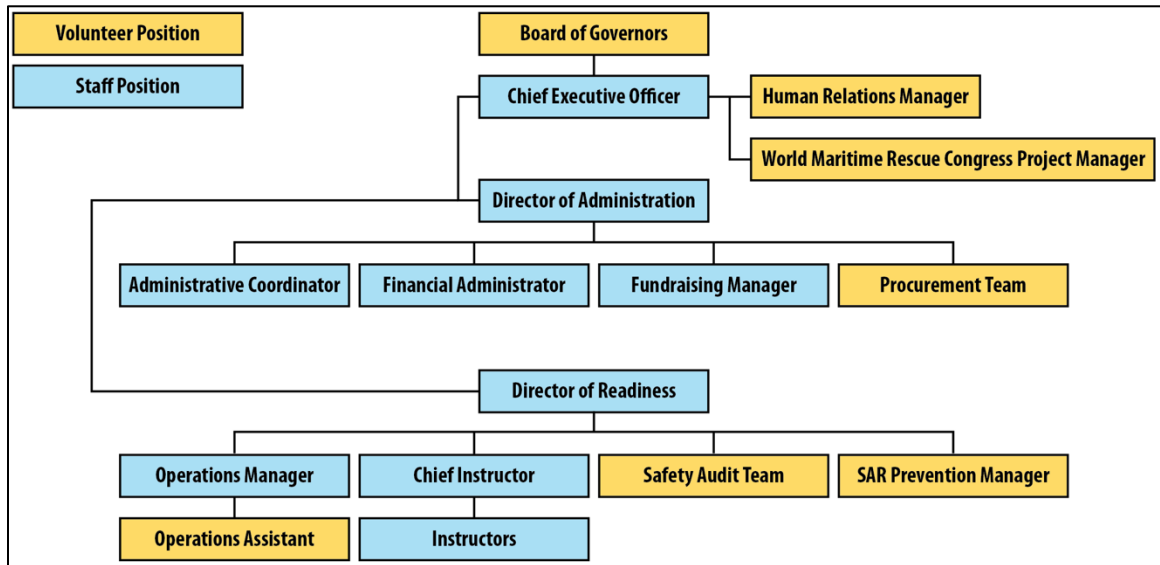 Volunteer Position
Board of Governors
Staff Position
Chief Executive Officer
Human Relations Manager
World Maritime Rescue Congress Project Manager
Director of Administration
Administrative Coordinator
Financial Administrator
Fundraising Manager
Procurement Team
Director of Readiness
Operations Manager
Chief Instructor
Safety Audit Team
SAR Prevention Manager
Operations Assistant
Instructors